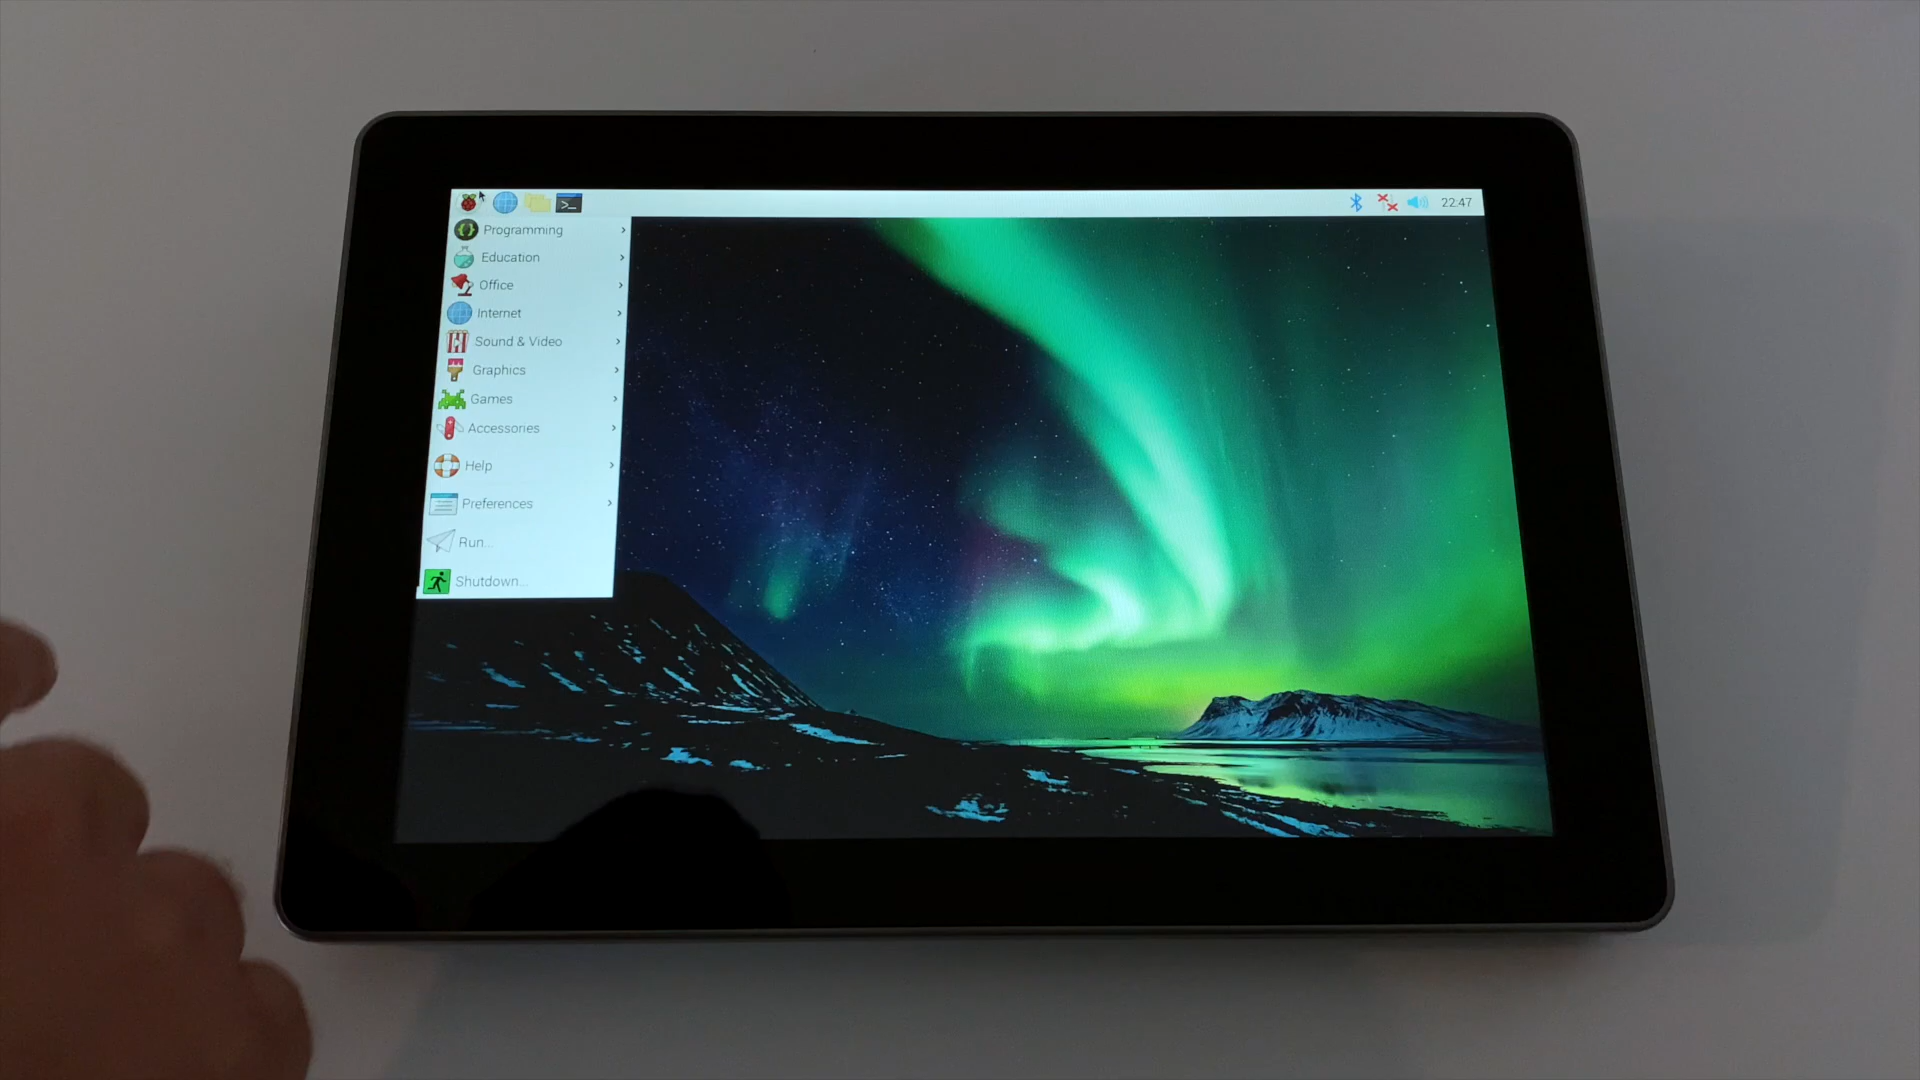 22:47
Programming
Education
Office
Internet
Sound & Video
Graphics
Games
Accessories
Help
Preferences
Run...
Shutdown...